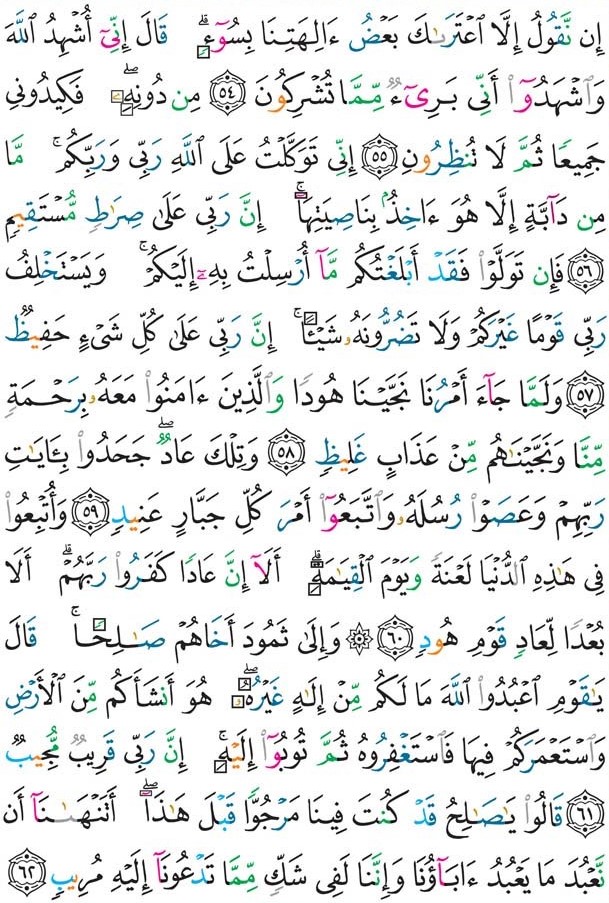 إِن نَّقُولُ إِلَّا ٱعْتَرَىٰكَ بَعْضُ ءَالِهَتِنَا بِسُوٓءٍۗ قَالَ إِنِّيٓ أُشْهِدُ ٱللَّهَ
وَٱشْهَدُوٓا۟ أَنِّي بَرِيٓءٌ مِّمَّا تُشْرِكُونَ ۝٥٤ مِن دُونِهِۦۖ فَكِيدُونِي
جَمِيعًا ثُمَّ لَا تُنظِرُونِ ۝٥٥ إِنِّي تَوَكَّلْتُ عَلَى ٱللَّهِ رَبِّي وَرَبِّكُمۚ مَّا
مِن دَآبَّةٍ إِلَّا هُوَ ءَاخِذٌۢ بِنَاصِيَتِهَآۚ إِنَّ رَبِّي عَلَىٰ صِرَٰطٍ مُّسْتَقِيمٍ
۝٥٦ فَإِن تَوَلَّوْا۟ فَقَدْ أَبْلَغْتُكُم مَّآ أُرْسِلْتُ بِهِۦٓ إِلَيْكُمْۚ وَيَسْتَخْلِفُ
رَبِّي قَوْمًا غَيْرَكُمْ وَلَا تَضُرُّونَهُۥ شَيْـًٔاۚ إِنَّ رَبِّي عَلَىٰ كُلِّ شَيْءٍ حَفِيظٌ
۝٥٧ وَلَمَّا جَآءَ أَمْرُنَا نَجَّيْنَا هُودًا وَٱلَّذِينَ ءَامَنُوا۟ مَعَهُۥ بِرَحْمَةٍ
مِّنَّا وَنَجَّيْنَٰهُم مِّنْ عَذَابٍ غَلِيظٍ ۝٥٨ وَتِلْكَ عَادٌۖ جَحَدُوا۟ بِـَٔايَٰتِ
رَبِّهِمْ وَعَصَوْا۟ رُسُلَهُۥ وَٱتَّبَعُوٓا۟ أَمْرَ كُلِّ جَبَّارٍ عَنِيدٍ ۝٥٩ وَأُتْبِعُوا۟
فِي هَٰذِهِ ٱلدُّنْيَا لَعْنَةً وَيَوْمَ ٱلْقِيَٰمَةِۗ أَلَآ إِنَّ عَادًا كَفَرُوا۟ رَبَّهُمْۗ أَلَا
بُعْدًا لِّعَادٍ قَوْمِ هُودٍ ۝٦٠ ۞ وَإِلَىٰ ثَمُودَ أَخَاهُمْ صَٰلِحًاۚ قَالَ
يَٰقَوْمِ ٱعْبُدُوا۟ ٱللَّهَ مَا لَكُم مِّنْ إِلَٰهٍ غَيْرُهُۥۖ هُوَ أَنشَأَكُم مِّنَ ٱلْأَرْضِ
وَٱسْتَعْمَرَكُمْ فِيهَا فَٱسْتَغْفِرُوهُ ثُمَّ تُوبُوٓا۟ إِلَيْهِۚ إِنَّ رَبِّي قَرِيبٌ مُّجِيبٌ
۝٦١ قَالُوا۟ يَٰصَٰلِحُ قَدْ كُنتَ فِينَا مَرْجُوًّا قَبْلَ هَٰذَآۖ أَتَنْهَىٰنَآ أَن
نَّعْبُدَ مَا يَعْبُدُ ءَابَآؤُنَا وَإِنَّنَا لَفِي شَكٍّ مِّمَّا تَدْعُونَآ إِلَيْهِ مُرِيبٍ ۝٦٢